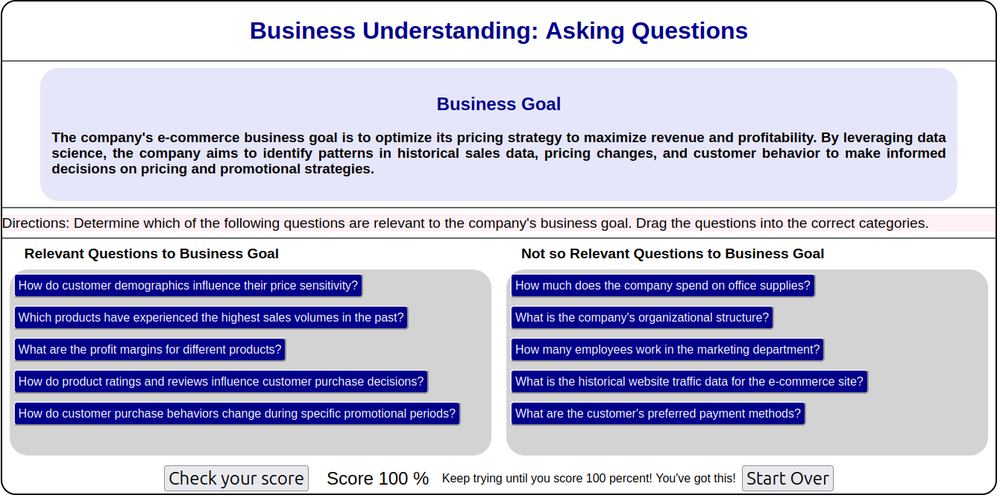 Business Understanding: Asking Questions
Business Goal
The company's e-commerce business goal is to optimize its pricing strategy to maximize revenue and profitability. By leveraging data
science, the company aims to identify patterns in historical sales data, pricing changes, and customer behavior to make informed
decisions on pricing and promotional strategies.
Directions: Determine which of the following questions are relevant to the company's business goal. Drag the questions into the correct categories.
Relevant Questions to Business Goal
How do customer demographics influence their price sensitivity?
Which products have experienced the highest sales volumes in the past?
What are the profit margins for different products?
How do product ratings and reviews influence customer purchase decisions?
How do customer purchase behaviors change during specific promotional periods?
Not so Relevant Questions to Business Goal
How much does the company spend on office supplies?
What is the company's organizational structure?
How many employees work in the marketing department?
What is the historical website traffic data for the e-commerce site?
What are the customer's preferred payment methods?
Check your score
Score 100 %
Keep trying until you score 100 percent! You've got this!
Start Over